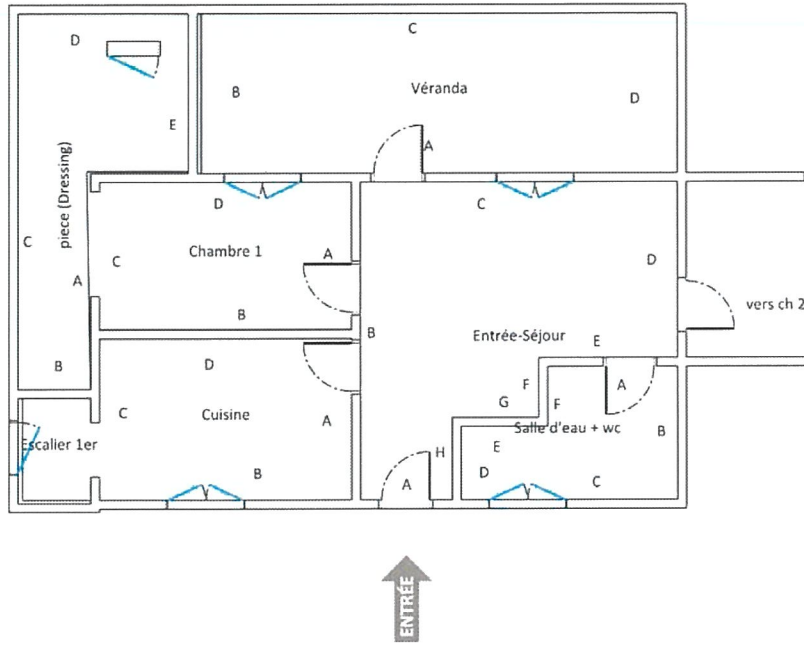 C
D
B
Véranda
D
E
A
piece (Dressing)
D
C
C
C
Chambre 1
A
D
A
B
vers ch 2
B
Entrée-Séjour
E
B
D
F
A
G
F
C
Cuisine
A
Salle d'eau + wc
B
Escalier 1er
H
E
B
D
C
A
ENTRÉE